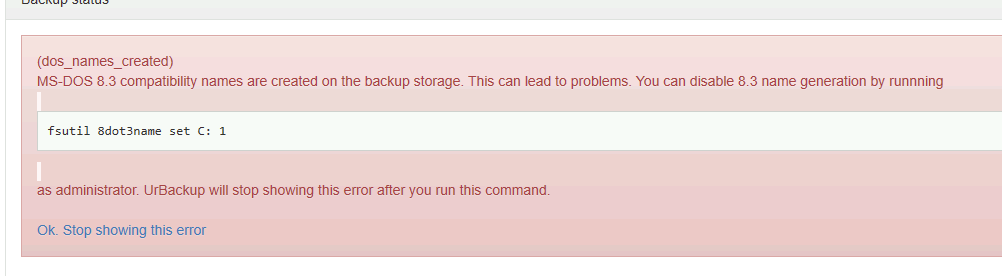 Backup status
(dos_names_created)
MS-DOS 8.3 compatibility names are created on the backup storage. This can lead to problems. You can disable 8.3 name generation by runnning
fsutil 8dot3name set C: 1
as administrator. UrBackup will stop showing this error after you run this command.
Ok. Stop showing this error